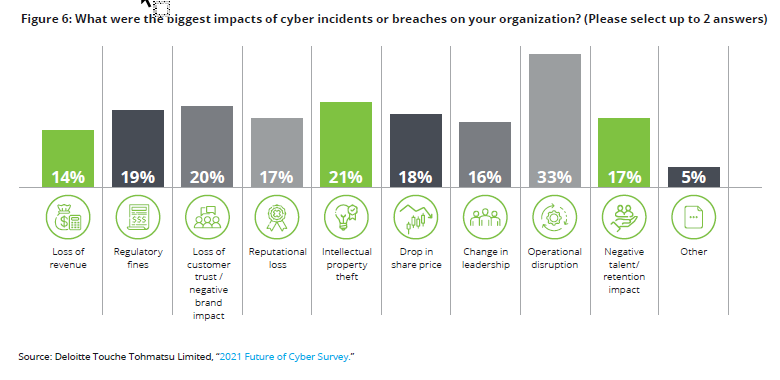 Figure 6: What were the biggest impacts of cyber incidents or breaches on your organization? (Please select up to 2 answers)
14% 19% 20% 17% 21% 18% 16% 33% 17% 5%
$ $$$
Loss of
revenue
Regulatory
fines
Loss of
customer
trust /
negative
brand
impact
Reputational
loss
Intellectual
property
theft
Drop in
share price
Change in
leadership
Operational
disruption
Negative
talent/
retention
impact
Other
Source: Deloitte Touche Tohmatsu Limited, “2021 Future of Cyber Survey.”